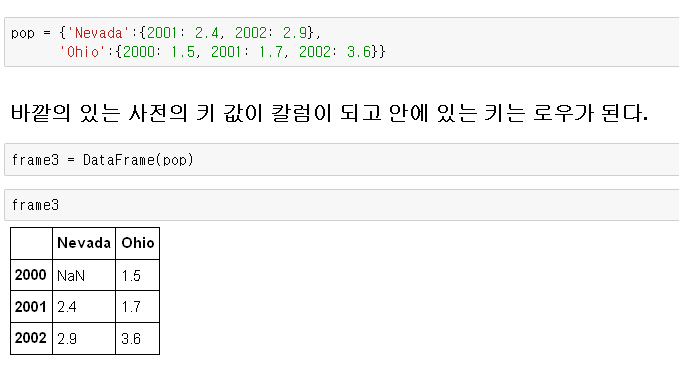 pop = {'Nevada':{2001: 2.4, 2002: 2.9},
'Ohio':{2000: 1.5, 2001: 1.7, 2002: 3.6}}
바깥의 있는 사전의 키 값이 칼럼이 되고 안에 있는 키는 로우가 된다.
frame3 = DataFrame(pop)
frame3
Nevada Ohio
2000 NaN 1.5
2001 2.4 1.7
2002 2.9 3.6